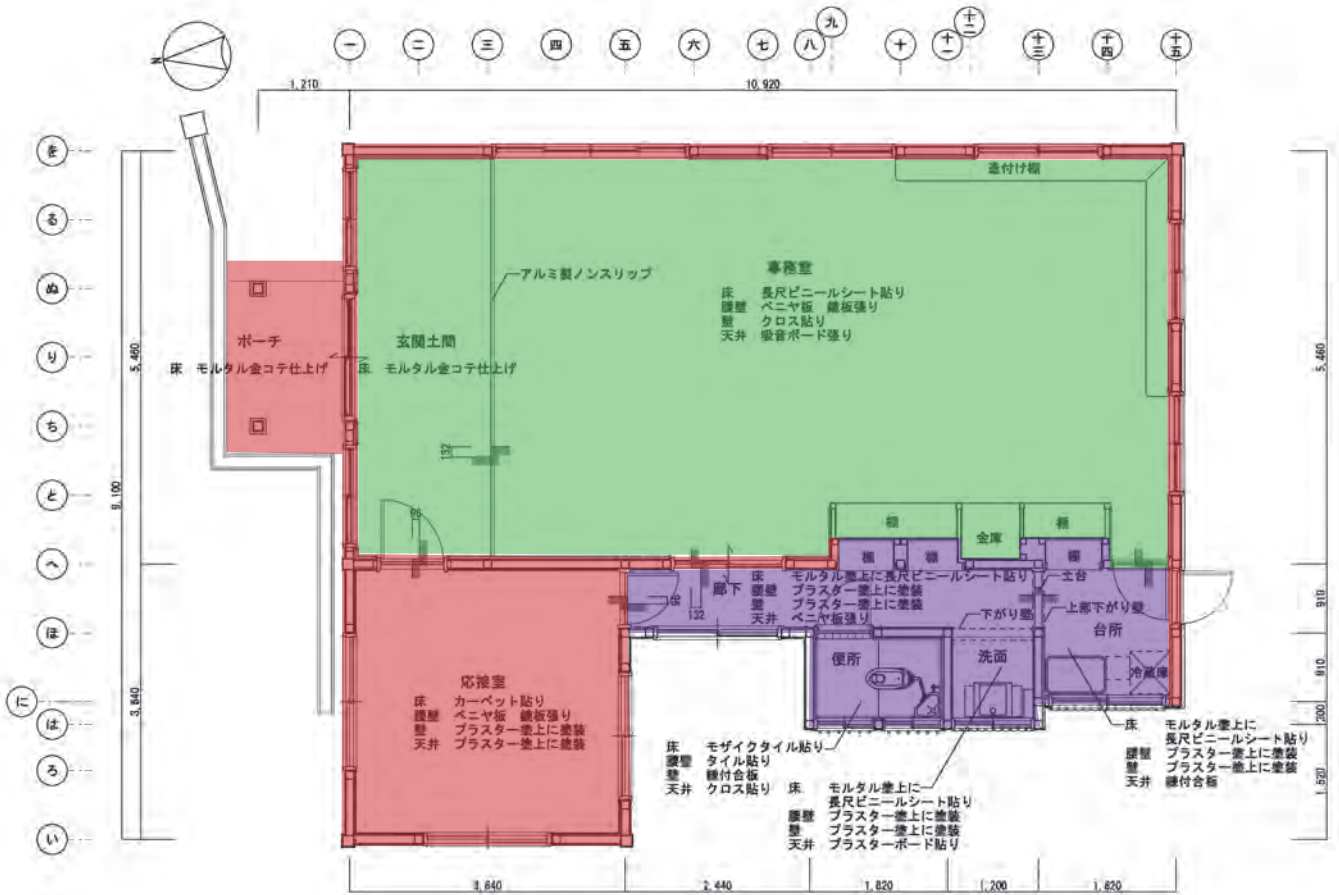 一 二 三 四 五 六 七 八 九 十 十一 十二 十三 十四 十五
N
1,210
10,920
を
る
ぬ
り
ち
と
へ
ほ
に
は
ろ
い
5,460
9,100
3,640
造付け棚
アルミ製ノンスリップ
事務室
床 長尺ビニールシート貼り
腰壁 ベニヤ板 鏡板張り
壁 クロス貼り
天井 吸音ボード張り
ポーチ
床 モルタル金コテ仕上げ
玄関土間
床 モルタル金コテ仕上げ
132
96
棚
金庫
棚
棚
棚
棚
廊下
床 モルタル塗上に長尺ビニールシート貼り
腰壁 プラスター塗上に塗装
壁 プラスター塗上に塗装
天井 ベニヤ板張り
132
土台
下がり壁
上部下がり壁
台所
冷蔵庫
便所
洗面
応接室
床 カーペット貼り
腰壁 ベニヤ板 鏡板張り
壁 プラスター塗上に塗装
天井 プラスター塗上に塗装
床 モザイクタイル貼り
腰壁 タイル貼り
壁 練付合板
天井 クロス貼り
床 モルタル塗上に
長尺ビニールシート貼り
腰壁 プラスター塗上に塗装
壁 プラスター塗上に塗装
天井 プラスターボード貼り
床 モルタル塗上に
長尺ビニールシート貼り
腰壁 プラスター塗上に塗装
壁 プラスター塗上に塗装
天井 練付合板
5,460
910
910
300
1,520
3,640
2,440
1,820
1,200
1,820